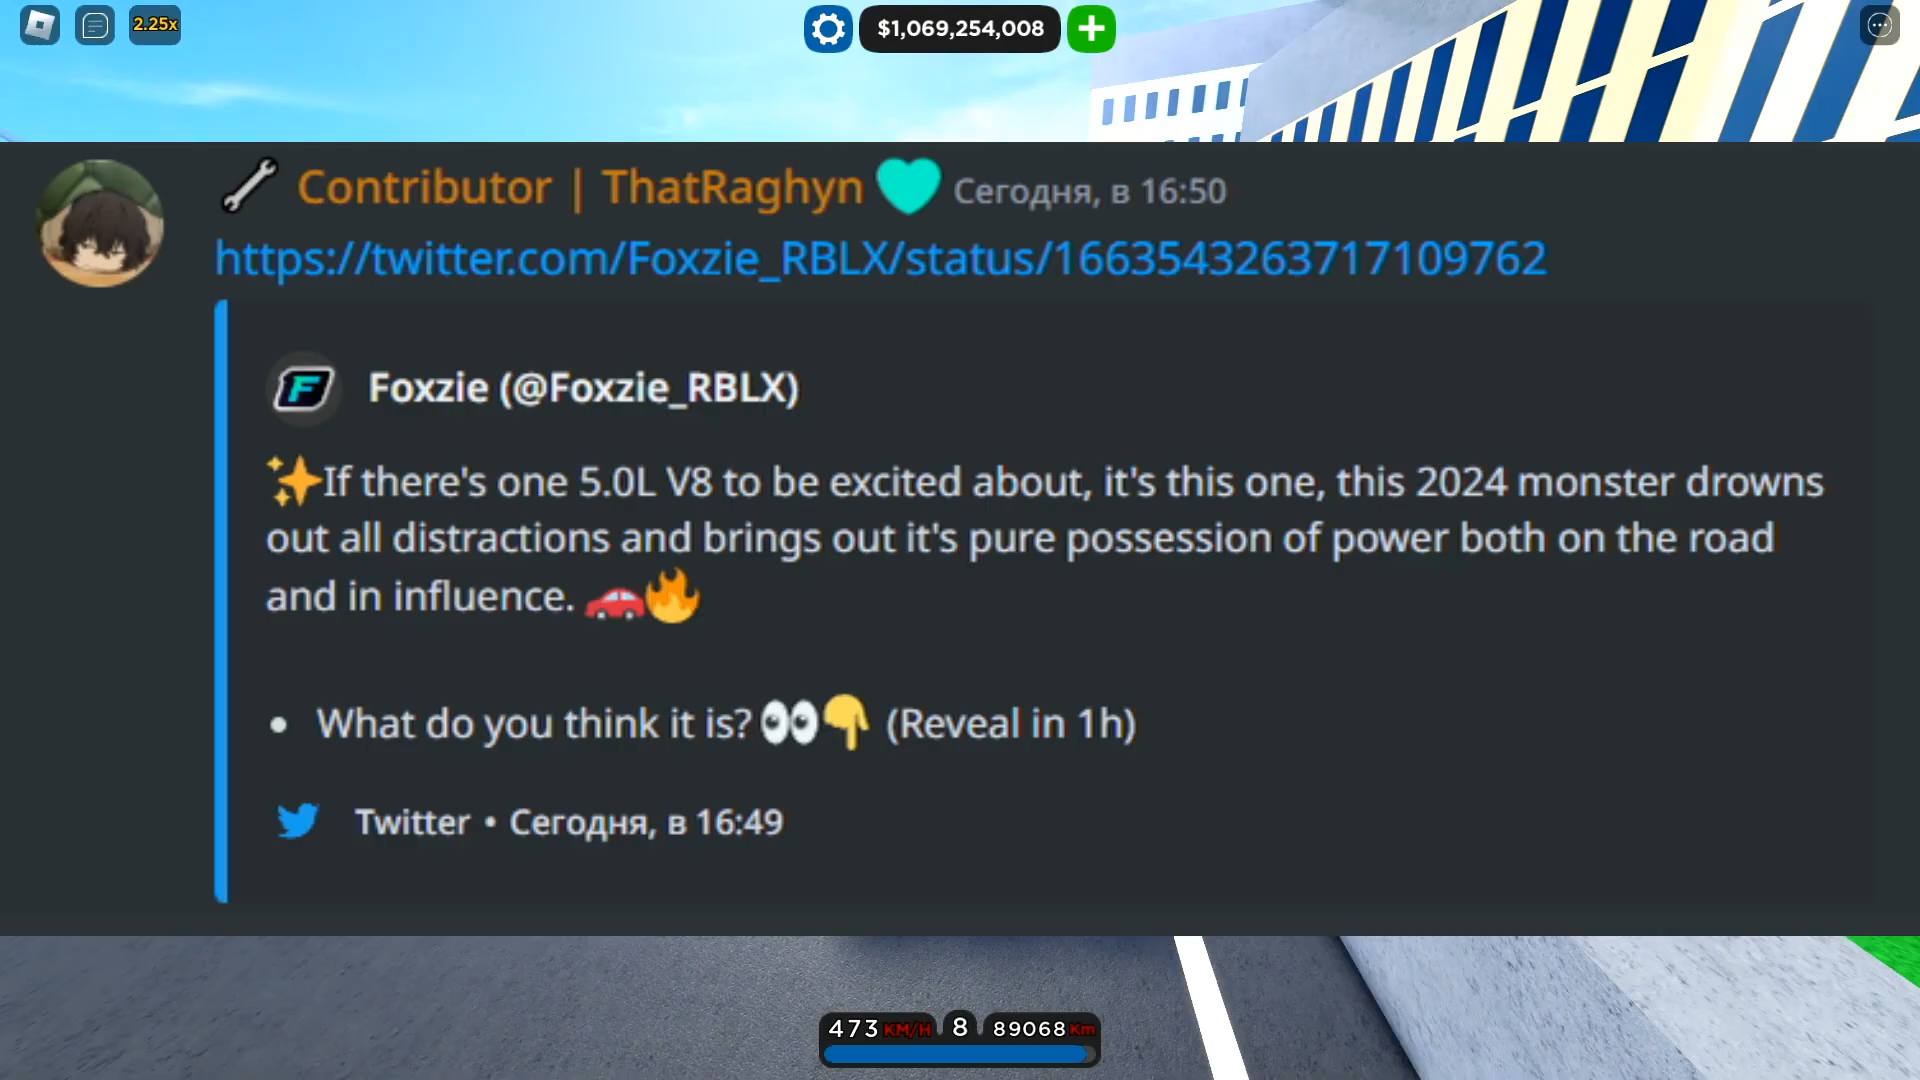 2.25x
$1,069,254,008
Contributor | ThatRaghyn Сегодня, в 16:50
https://twitter.com/Foxzie_RBLX/status/1663543263717109762
F Foxzie (@Foxzie_RBLX)
✨If there's one 5.0L V8 to be excited about, it's this one, this 2024 monster drowns
out all distractions and brings out it's pure possession of power both on the road
and in influence. 🚗🔥
• What do you think it is? 👀👇 (Reveal in 1h)
Twitter • Сегодня, в 16:49
473 KM/H 8 89068 Km